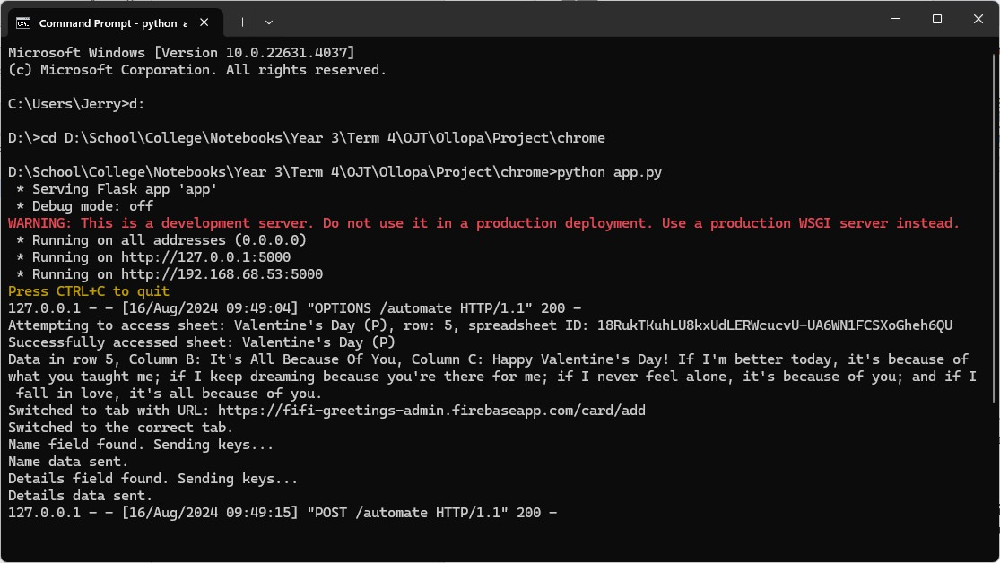 Command Prompt - python a
Microsoft Windows [Version 10.0.22631.4037]
(c) Microsoft Corporation. All rights reserved.
C:\Users\Jerry>d:
D:\>cd D:\School\College\Notebooks\Year 3\Term 4\OJT\Ollopa\Project\chrome
D:\School\College\Notebooks\Year 3\Term 4\OJT\Ollopa\Project\chrome>python app.py
* Serving Flask app 'app'
* Debug mode: off
WARNING: This is a development server. Do not use it in a production deployment. Use a production WSGI server instead.
* Running on all addresses (0.0.0.0)
* Running on http://127.0.0.1:5000
* Running on http://192.168.68.53:5000
Press CTRL+C to quit
127.0.0.1 - - [16/Aug/2024 09:49:04] "OPTIONS /automate HTTP/1.1" 200 -
Attempting to access sheet: Valentine's Day (P), row: 5, spreadsheet ID: 18RukTKuhLU8kxUdLERWcucvU-UA6WN1FCSXoGheh6QU
Successfully accessed sheet: Valentine's Day (P)
Data in row 5, Column B: It's All Because Of You, Column C: Happy Valentine's Day! If I'm better today, it's because of
what you taught me; if I keep dreaming because you're there for me; if I never feel alone, it's because of you; and if I
fall in love, it's all because of you.
Switched to tab with URL: https://fifi-greetings-admin.firebaseapp.com/card/add
Switched to the correct tab.
Name field found. Sending keys...
Name data sent.
Details field found. Sending keys...
Details data sent.
127.0.0.1 - - [16/Aug/2024 09:49:15] "POST /automate HTTP/1.1" 200 -